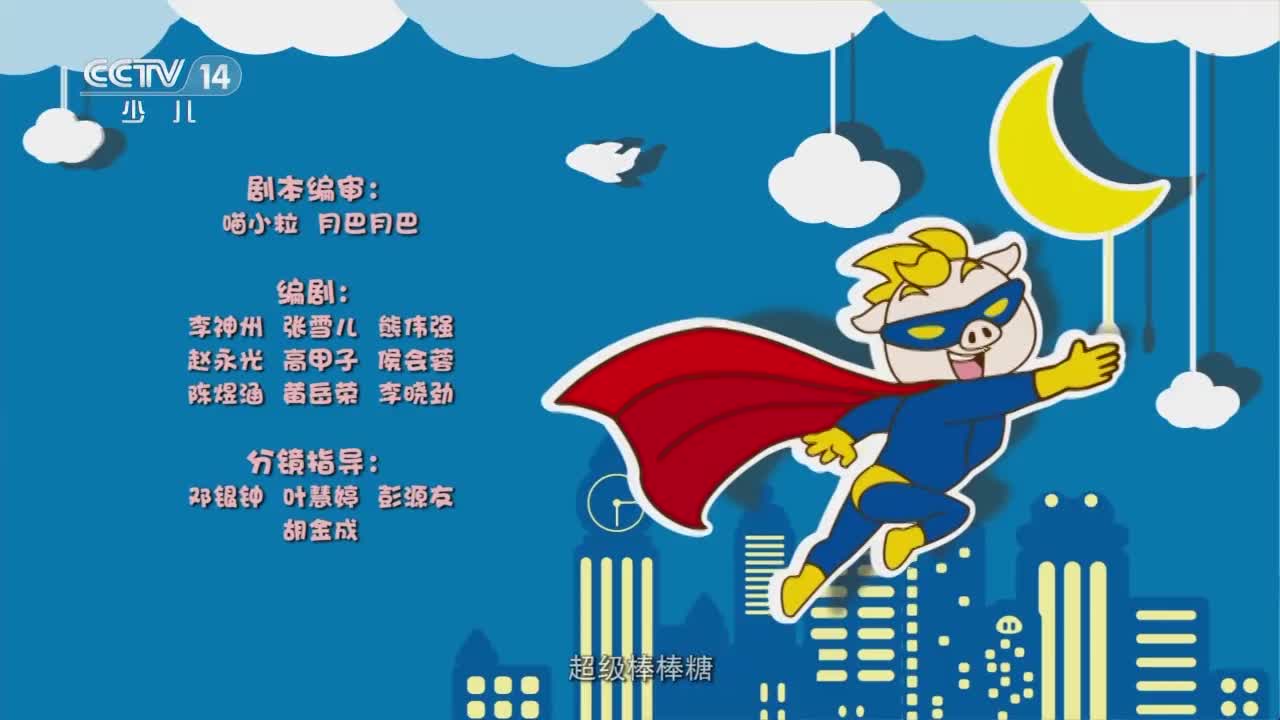 CCTV 14
少儿
剧本编审：
喵小粒 月巴月巴
编剧：
李神州 张雪儿 熊伟强
赵永光 高甲子 侯会蓉
陈煜涵 黄岳荣 李晓劲
分镜指导：
邓银钟 叶慧婷 彭源友
胡金成
超级棒棒糖